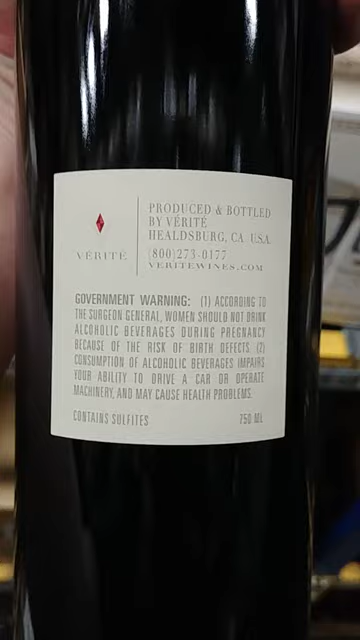 VÉRITÉ
PRODUCED & BOTTLED
BY VÉRITÉ
HEALDSBURG, CA U.S.A.
(800) 273-0177
VERITEWINES.COM
GOVERNMENT WARNING: (1) ACCORDING TO
THE SURGEON GENERAL, WOMEN SHOULD NOT DRINK
ALCOHOLIC BEVERAGES DURING PREGNANCY
BECAUSE OF THE RISK OF BIRTH DEFECTS. (2)
CONSUMPTION OF ALCOHOLIC BEVERAGES IMPAIRS
YOUR ABILITY TO DRIVE A CAR OR OPERATE
MACHINERY, AND MAY CAUSE HEALTH PROBLEMS.
CONTAINS SULFITES 750 ML